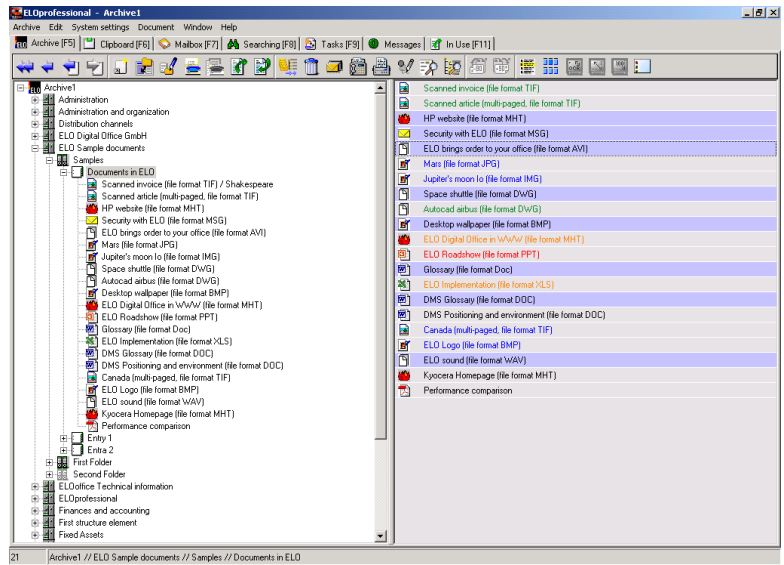 ELOprofessional - Archive1
Archive Edit System settings Document Window Help
Archive [F5] Clipboard [F6] Mailbox [F7] Searching [F8] Tasks [F9] Messages In Use [F11]
Archive1
Administration
Administration and organization
Distribution channels
ELO Digital Office GmbH
ELO Sample documents
Samples
Documents in ELO
Scanned invoice (file format TIF) / Shakespeare
Scanned article (multi-paged, file format TIF)
HP website (file format MHT)
Security with ELO (file format MSG)
ELO brings order to your office (file format AVI)
Mars (file format JPG)
Jupiter's moon Io (file format IMG)
Space shuttle (file format DWG)
Autocad airbus (file format DWG)
Desktop wallpaper (file format BMP)
ELO Digital Office in WWW (file format MHT)
ELO Roadshow (file format PPT)
Glossary (file format Doc)
ELO Implementation (file format XLS)
DMS Glossary (file format DOC)
DMS Positioning and environment (file format DOC)
Canada (multi-paged, file format TIF)
ELO Logo (file format BMP)
ELO sound (file format WAV)
Kyocera Homepage (file format MHT)
Performance comparison
Entry 1
Entra 2
First Folder
Second Folder
ELOoffice Technical information
ELOprofessional
Finances and accounting
First structure element
Fixed Assets
Scanned invoice (file format TIF)
Scanned article (multi-paged, file format TIF)
HP website (file format MHT)
Security with ELO (file format MSG)
ELO brings order to your office (file format AVI)
Mars (file format JPG)
Jupiter's moon Io (file format IMG)
Space shuttle (file format DWG)
Autocad airbus (file format DWG)
Desktop wallpaper (file format BMP)
ELO Digital Office in WWW (file format MHT)
ELO Roadshow (file format PPT)
Glossary (file format Doc)
ELO Implementation (file format XLS)
DMS Glossary (file format DOC)
DMS Positioning and environment (file format DOC)
Canada (multi-paged, file format TIF)
ELO Logo (file format BMP)
ELO sound (file format WAV)
Kyocera Homepage (file format MHT)
Performance comparison
21 Archive1 // ELO Sample documents // Samples // Documents in ELO